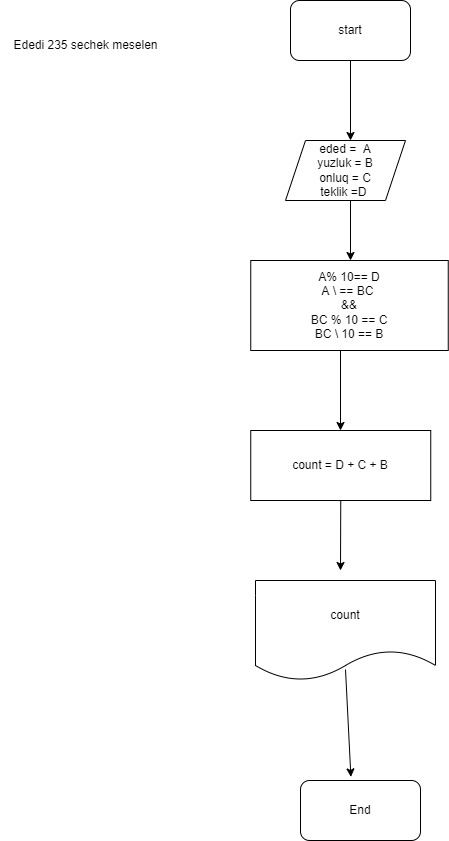 start
Ededi 235 sechek meselen
eded = A
yuzluk = B
onluq = C
teklik =D
A% 10== D
A \ == BC
&&
BC % 10 == C
BC \ 10 == B
count = D + C + B
count
End